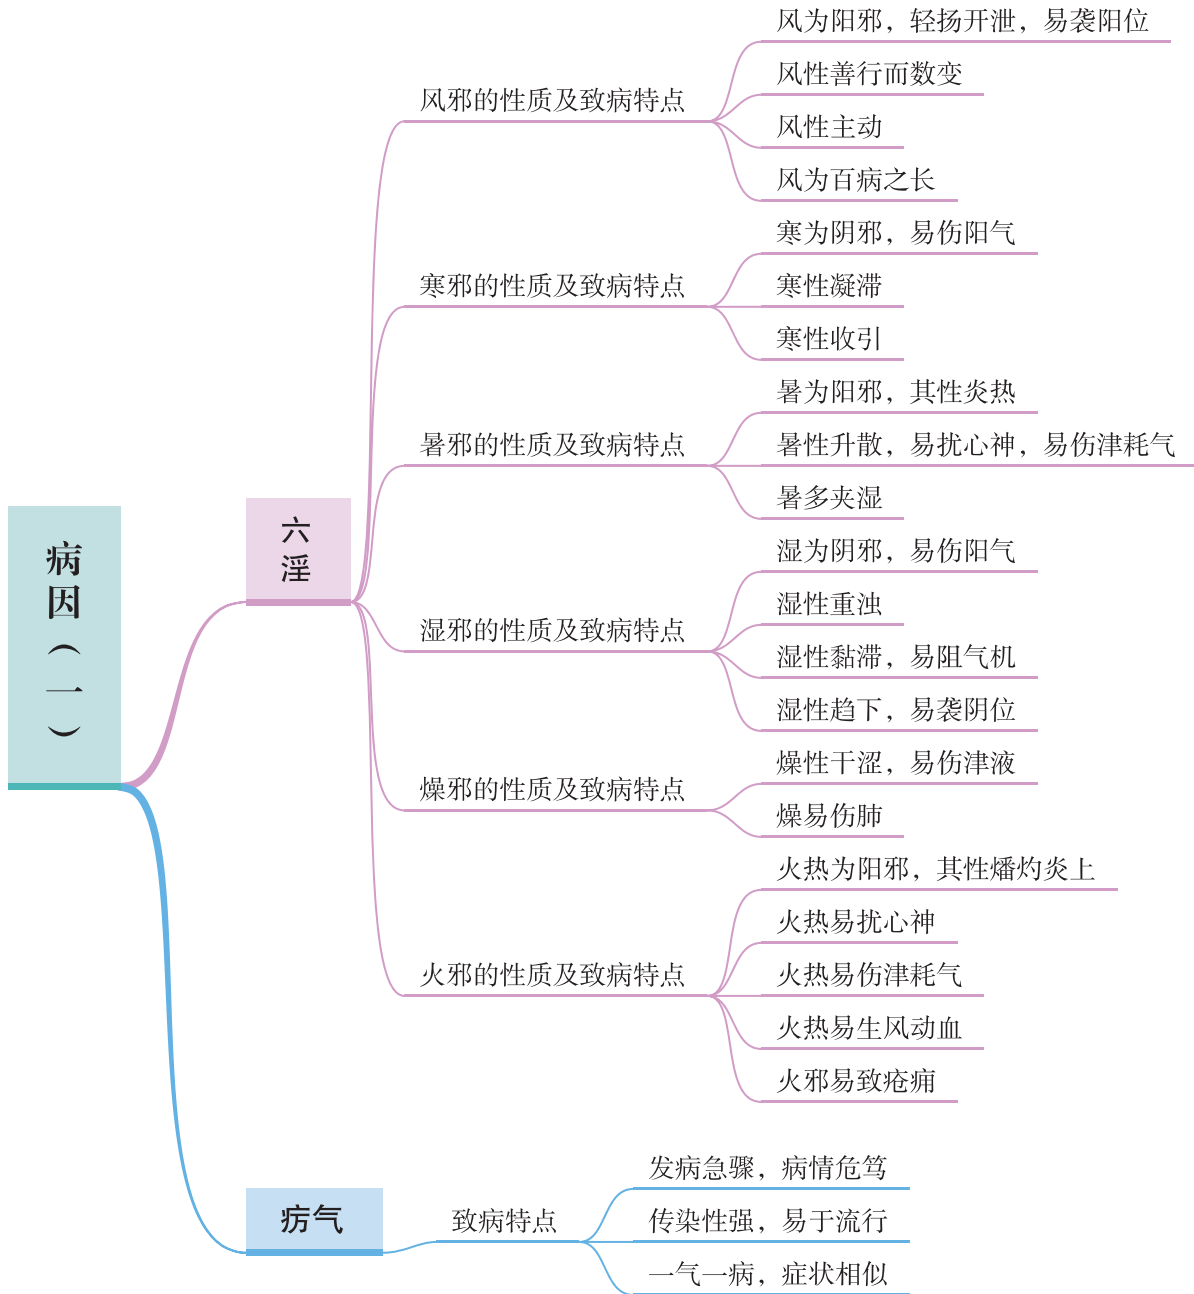 病因（一）
六淫
风邪的性质及致病特点
风为阳邪，轻扬开泄，易袭阳位
风性善行而数变
风性主动
风为百病之长
寒邪的性质及致病特点
寒为阴邪，易伤阳气
寒性凝滞
寒性收引
暑邪的性质及致病特点
暑为阳邪，其性炎热
暑性升散，易扰心神，易伤津耗气
暑多夹湿
湿邪的性质及致病特点
湿为阴邪，易伤阳气
湿性重浊
湿性黏滞，易阻气机
湿性趋下，易袭阴位
燥邪的性质及致病特点
燥性干涩，易伤津液
燥易伤肺
火邪的性质及致病特点
火热为阳邪，其性燔灼炎上
火热易扰心神
火热易伤津耗气
火热易生风动血
火邪易致疮痈
疠气
致病特点
发病急骤，病情危笃
传染性强，易于流行
一气一病，症状相似